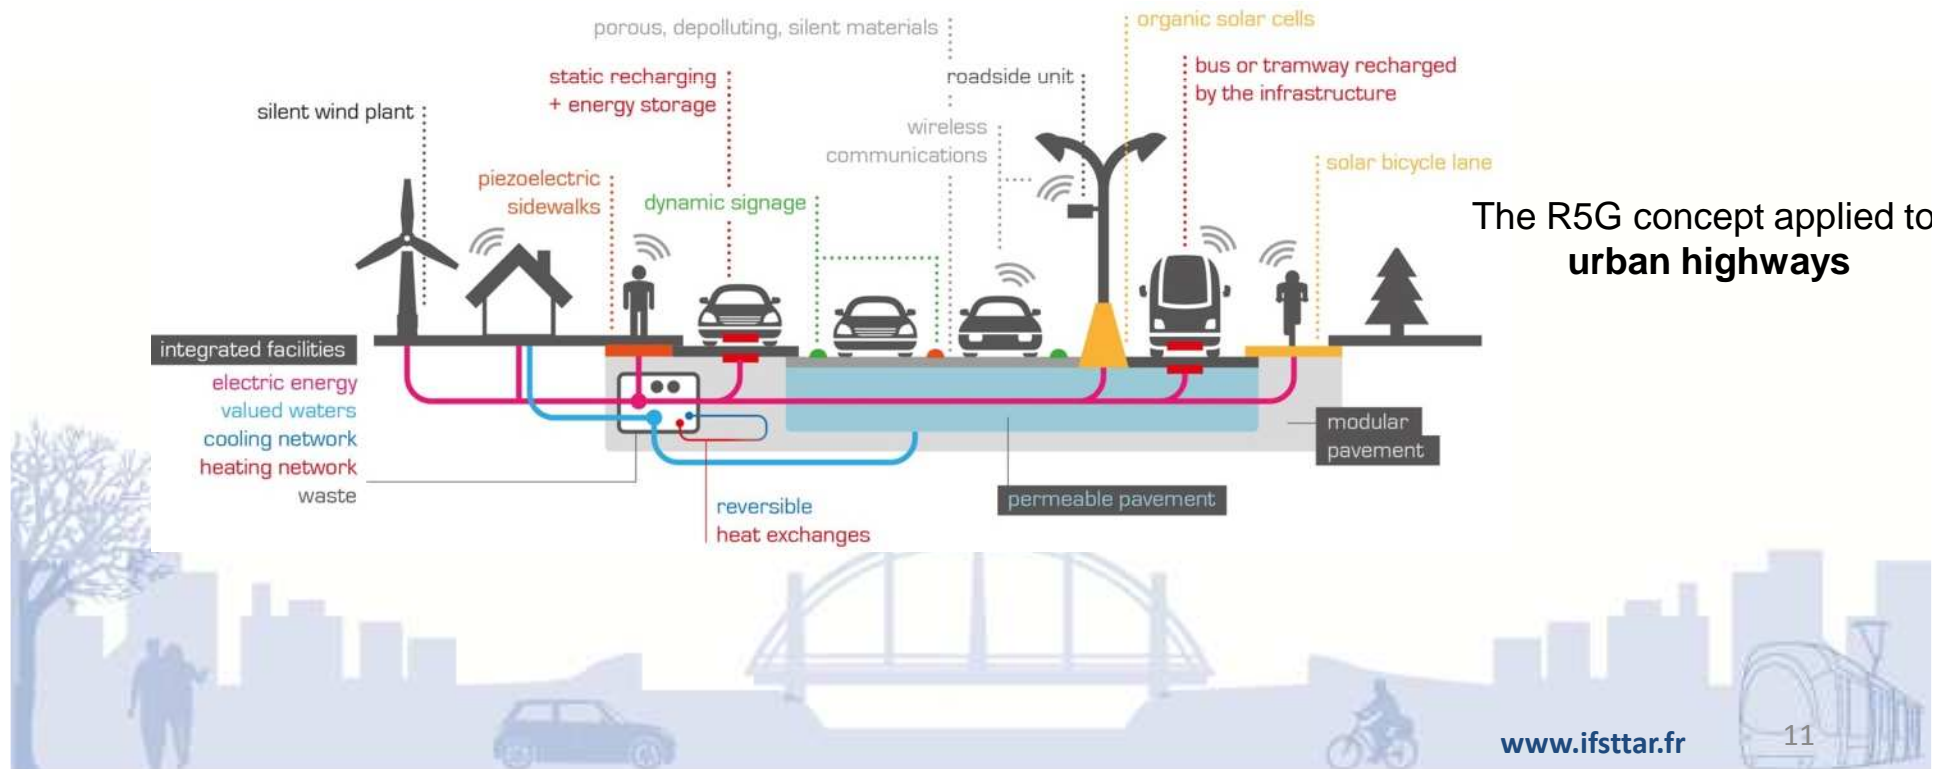 porous, depolluting, silent materials
organic solar cells
static recharging
+ energy storage
roadside unit
bus or tramway recharged
by the infrastructure
silent wind plant
wireless
communications
piezoelectric
sidewalks
dynamic signage
solar bicycle lane
The R5G concept applied to
urban highways
integrated facilities
electric energy
valued waters
cooling network
heating network
waste
modular
pavement
permeable pavement
reversible
heat exchanges
www.ifsttar.fr
11